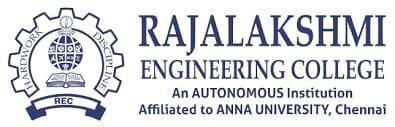 HARDWORK DISCIPLINE
REC
RAJALAKSHMI
ENGINEERING COLLEGE
An AUTONOMOUS Institution
Affiliated to ANNA UNIVERSITY, Chennai